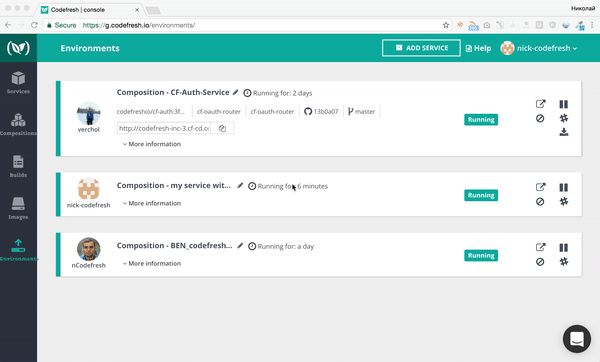 Codefresh | console
Николай
Secure
https://g.codefresh.io/environments/
Environments
ADD SERVICE
Help
nick-codefresh
Services
Compositions
Builds
Images
Environments
Composition - CF-Auth-Service
Running for: 2 days
verchol
codefreshio/cf-auth:3f...
cf-oauth-router
cf-oauth-router
13b0a07
master
http://codefresh-inc-3.cf-cd.c
More information
Running
Composition - my service wit...
Running for: 6 minutes
nick-codefresh
More information
Running
Composition - BEN_codefresh...
Running for: a day
nCodefresh
More information
Running